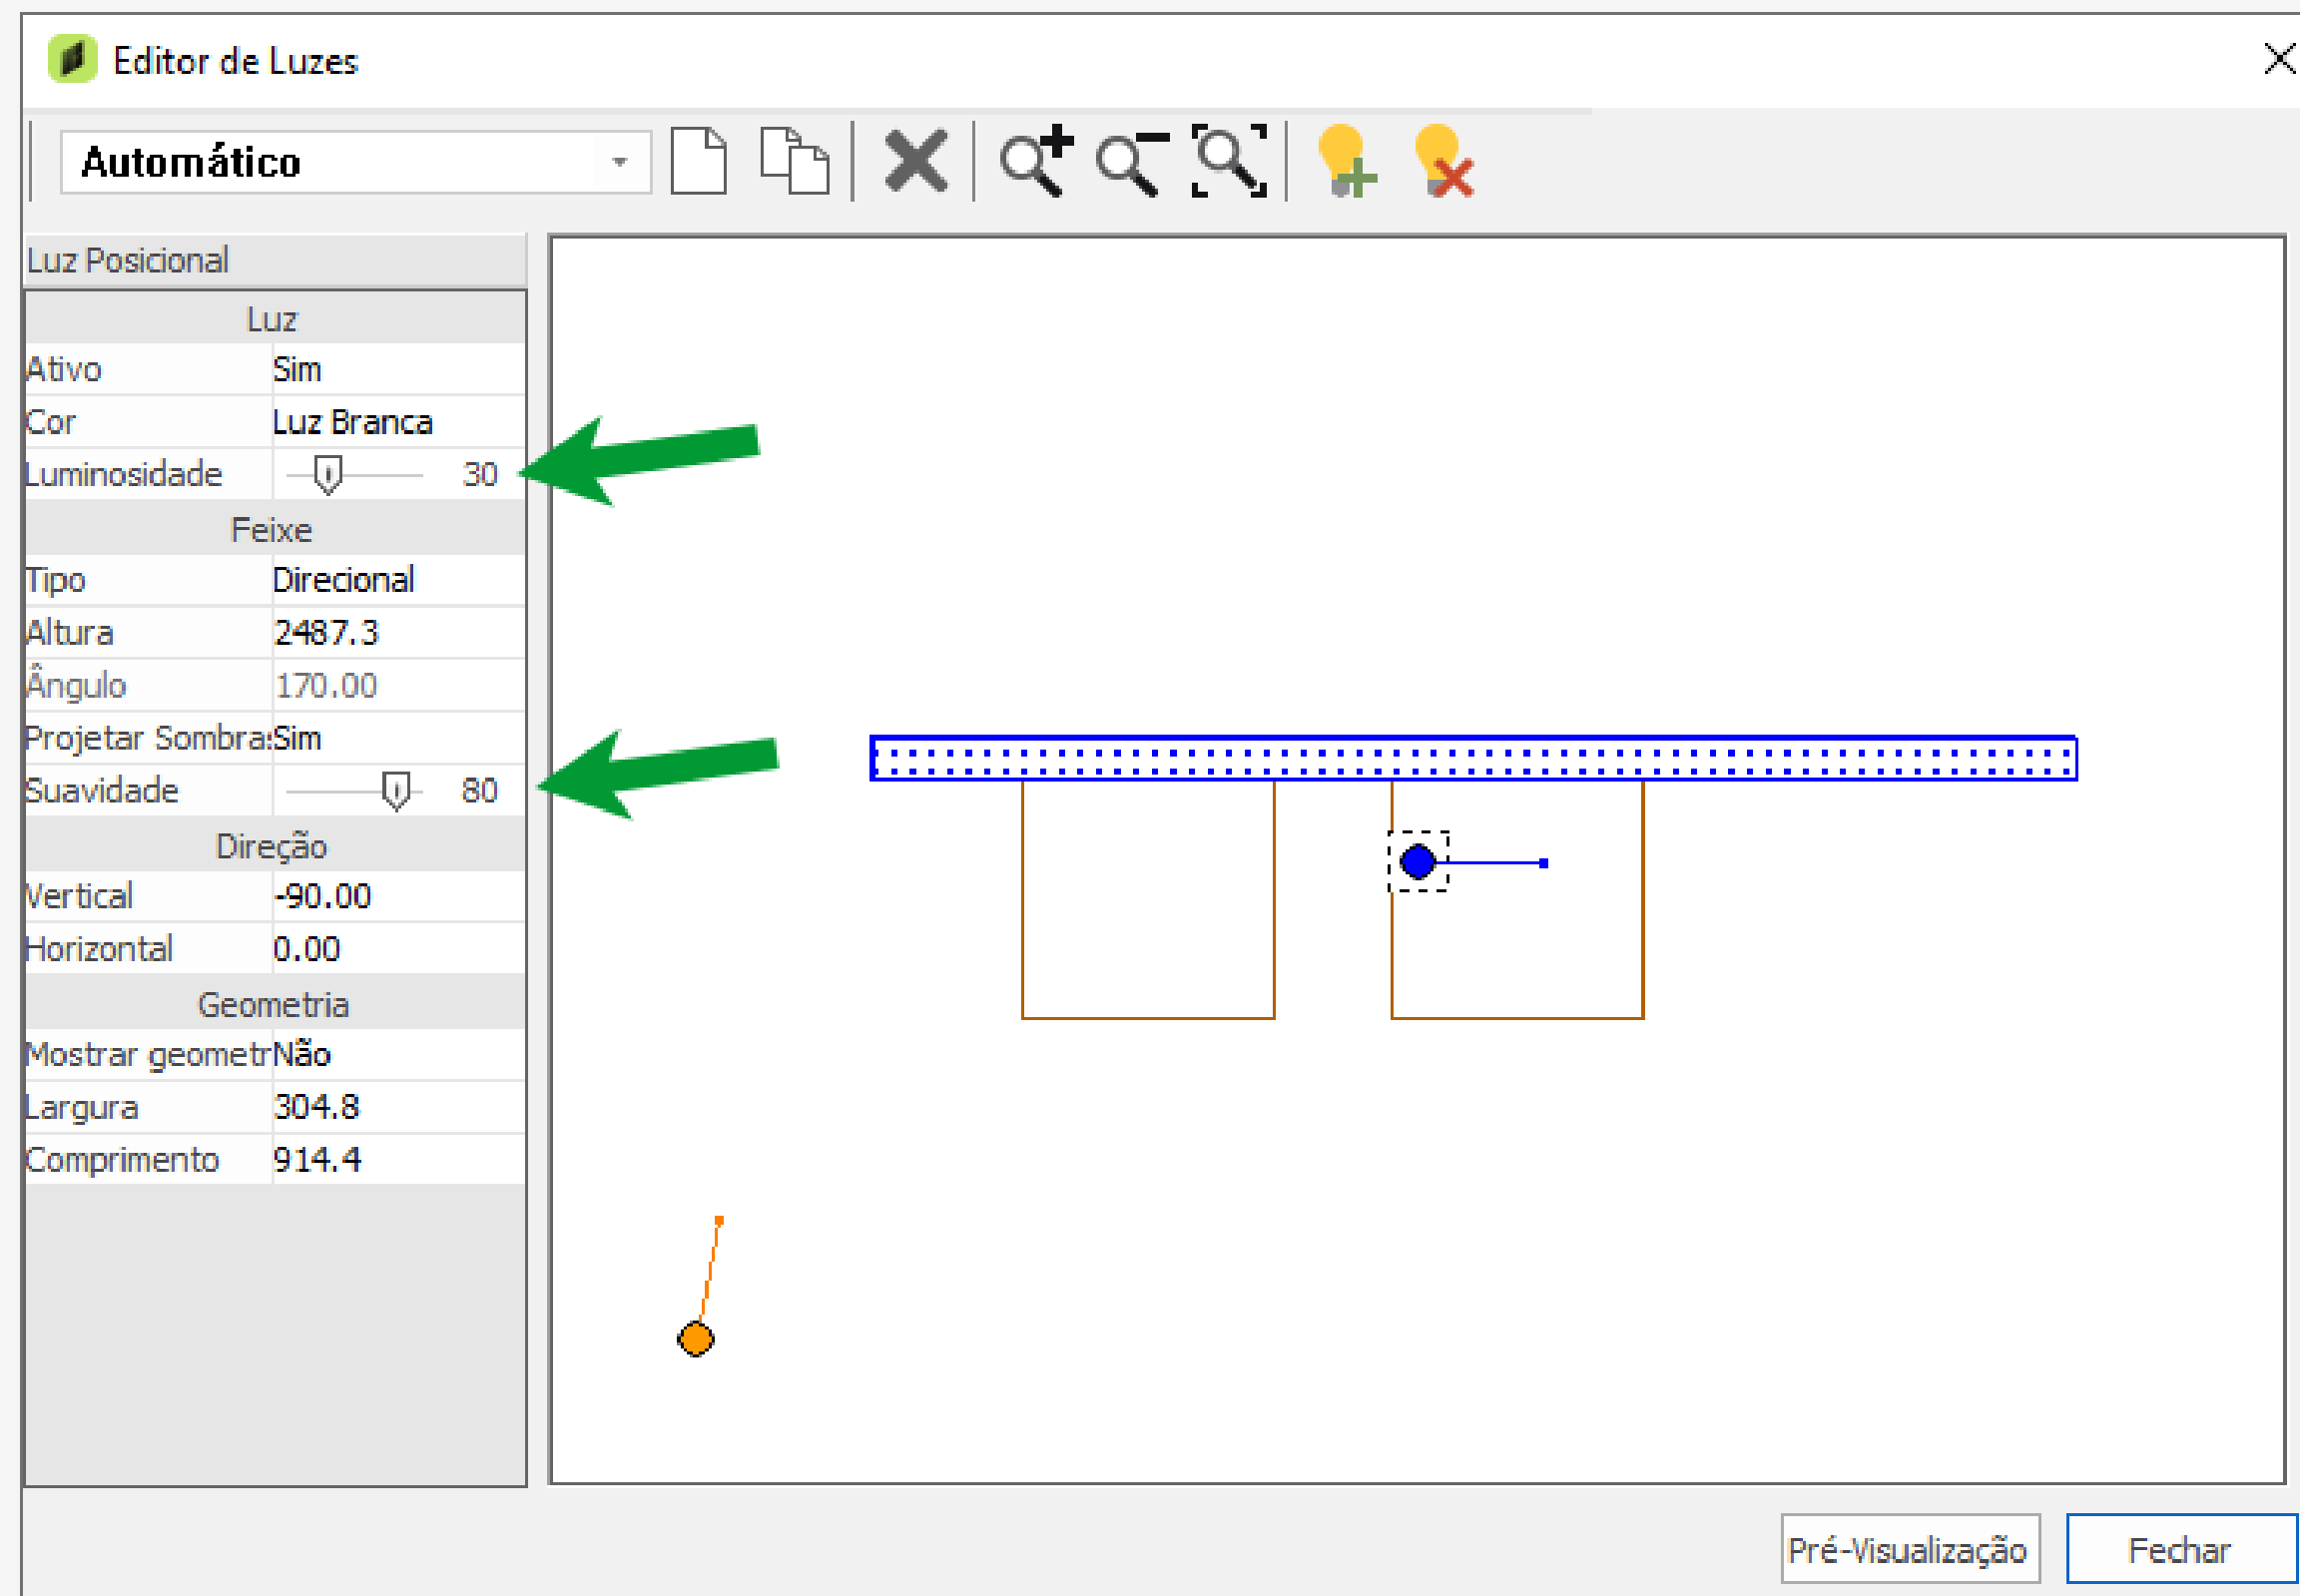 Editor de Luzes
Automático
Luz Posicional
Luz
Ativo Sim
Cor Luz Branca
Luminosidade 30
Feixe
Tipo Direcional
Altura 2487.3
Ângulo 170.00
Projetar Sombra: Sim
Suavidade 80
Direção
Vertical -90.00
Horizontal 0.00
Geometria
Mostrar geometr Não
Largura 304.8
Comprimento 914.4
Pré-Visualização Fechar